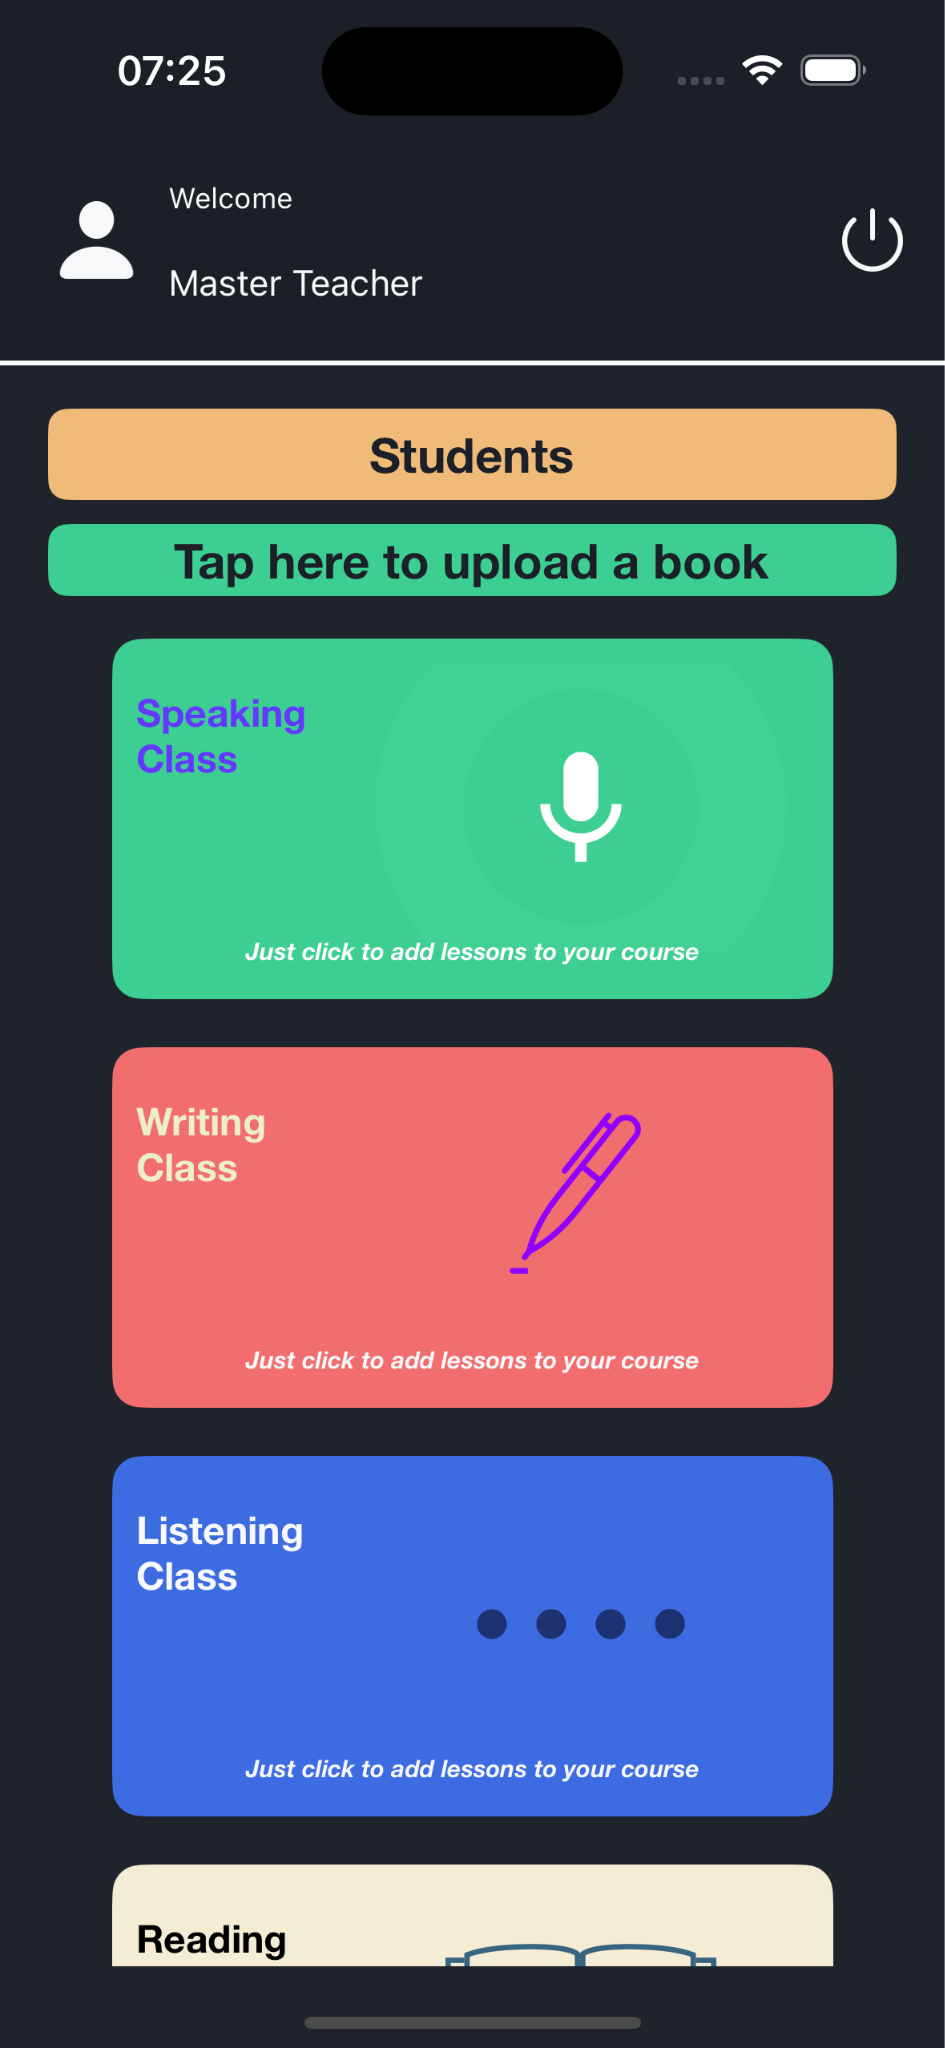 07:25
Welcome
Master Teacher
Students
Tap here to upload a book
Speaking
Class
Just click to add lessons to your course
Writing
Class
Just click to add lessons to your course
Listening
Class
Just click to add lessons to your course
Reading